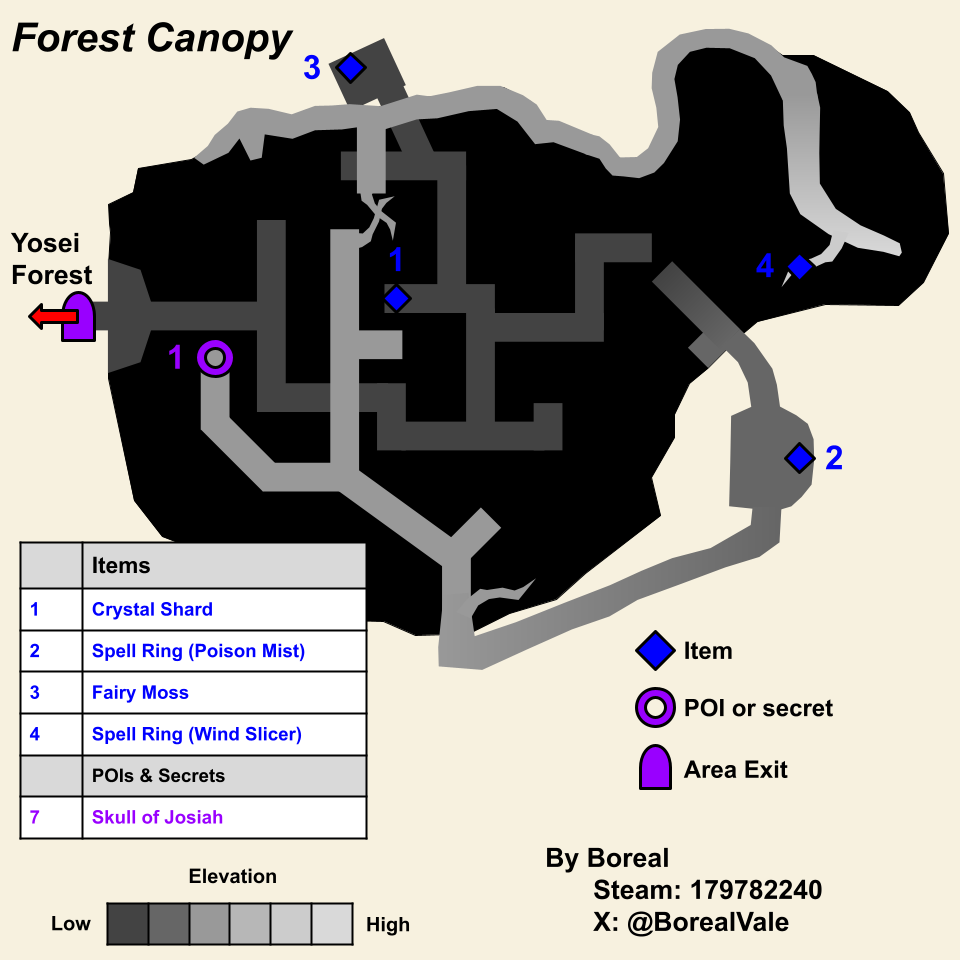 Forest Canopy
3
Yosei
Forest
1
4
1
2
Items
1 Crystal Shard
2 Spell Ring (Poison Mist)
3 Fairy Moss
4 Spell Ring (Wind Slicer)
POIs & Secrets
7 Skull of Josiah
Item
POI or secret
Area Exit
Elevation
Low High
By Boreal
Steam: 179782240
X: @BorealVale